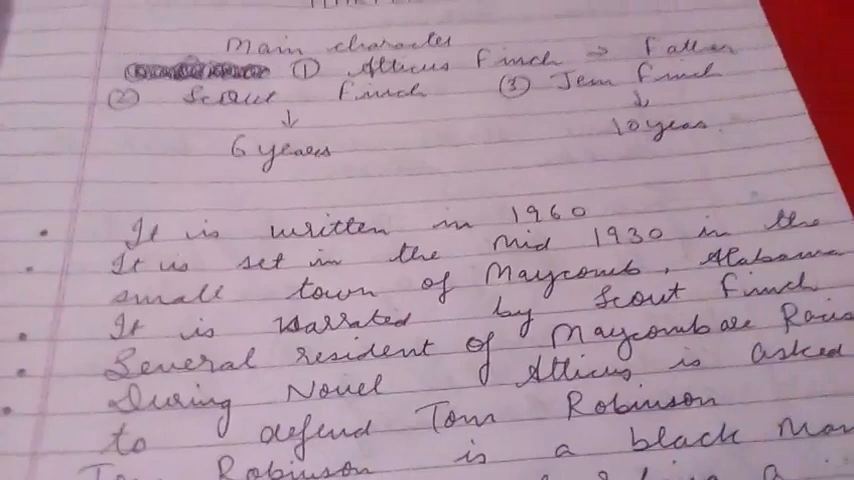 Main character
① Atticus Finch → Father
② Scout Finch ③ Jem Finch
↓ ↓
6 years 10 years
• It is written in 1960
• It is set in the mid 1930 in the
small town of Maycomb, Alabama
• It is narrated by Scout Finch
• Several resident of Maycomb are
• During Novel Atticus is asked
to defend Tom Robinson
Tom Robinson is a black man